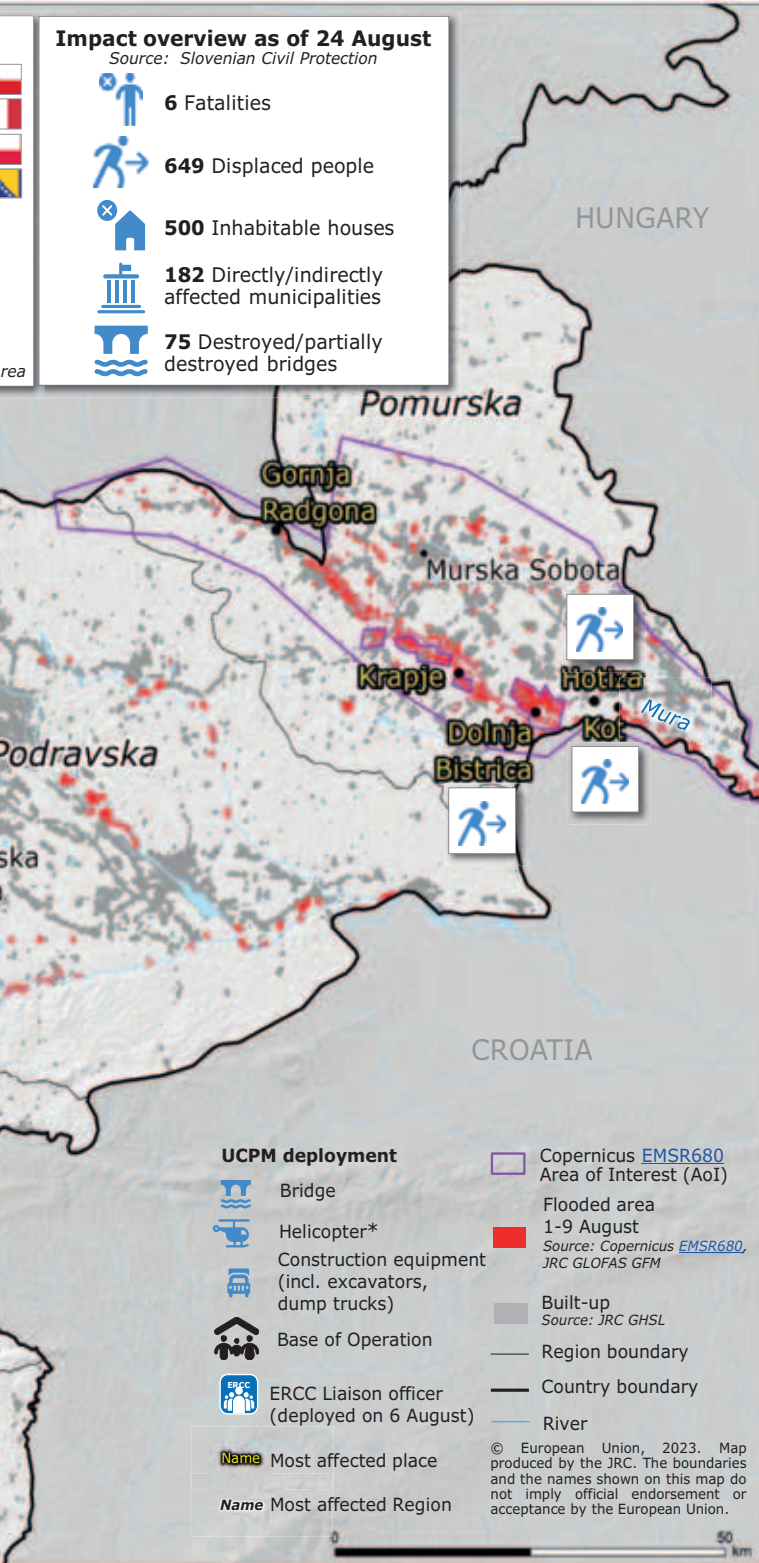 Impact overview as of 24 August
Source: Slovenian Civil Protection
6 Fatalities
649 Displaced people
500 Inhabitable houses
182 Directly/indirectly
affected municipalities
75 Destroyed/partially
destroyed bridges
rea
HUNGARY
Pomurska
Gornja
Radgona
Murska Sobota
Krapje
Hotiza
Mura
Dolnja
Kot
Bistrica
Podravska
ska
CROATIA
UCPM deployment
Bridge
Helicopter*
Construction equipment
(incl. excavators,
dump trucks)
Base of Operation
ERCC
ERCC Liaison officer
(deployed on 6 August)
Name Most affected place
Name Most affected Region
Copernicus EMSR680
Area of Interest (AoI)
Flooded area
1-9 August
Source: Copernicus EMSR680,
JRC GLOFAS GFM
Built-up
Source: JRC GHSL
Region boundary
Country boundary
River
© European Union, 2023. Map
produced by the JRC. The boundaries
and the names shown on this map do
not imply official endorsement or
acceptance by the European Union.
0 50
km